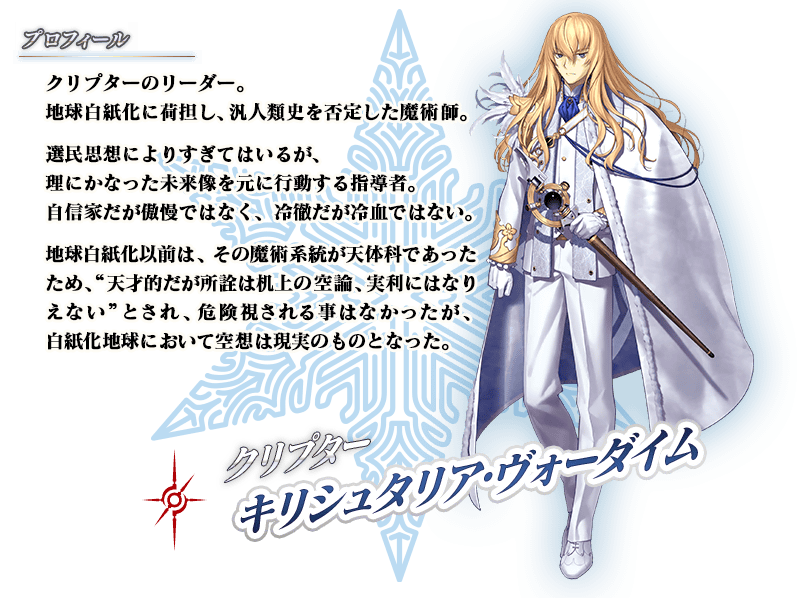 プロフィール
クリプターのリーダー。
地球白紙化に荷担し、汎人類史を否定した魔術師。
選民思想によりすぎてはいるが、
理にかなった未来像を元に行動する指導者。
自信家だが傲慢ではなく、冷徹だが冷血ではない。
地球白紙化以前は、その魔術系統が天体科であった
ため、“天才的だが所詮は机上の空論、実利にはなり
えない”とされ、危険視される事はなかったが、
白紙化地球において空想は現実のものとなった。
クリプター
キリシュタリア・ヴォーダイム